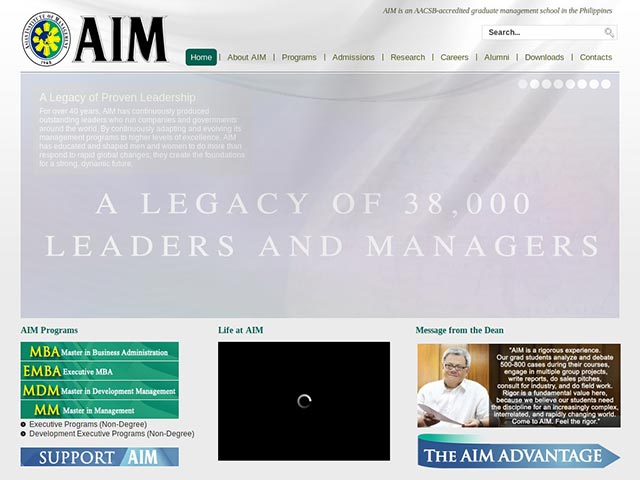 AIM is an AACSB-accredited graduate management school in the Philippines
ASIAN INSTITUTE OF MANAGEMENT
1968
AIM
Search...
Home | About AIM | Programs | Admissions | Research | Careers | Alumni | Downloads | Contacts
A Legacy of Proven Leadership
For over 40 years, AIM has continuously produced
outstanding leaders who run companies and governments
around the world. By continuously adapting and evolving its
management programs to higher levels of excellence, AIM
has educated and shaped men and women to do more than
respond to rapid global changes; they create the foundations
for a strong, dynamic future.
A LEGACY OF 38,000
LEADERS AND MANAGERS
AIM Programs
MBA Master in Business Administration
EMBA Executive MBA
MDM Master in Development Management
MM Master in Management
Executive Programs (Non-Degree)
Development Executive Programs (Non-Degree)
SUPPORT AIM
Life at AIM
Message from the Dean
"AIM is a rigorous experience.
Our grad students analyze and debate
500-800 cases during their courses,
engage in multiple group projects,
write reports, do sales pitches,
consult for industry, and do field work.
Rigor is a fundamental value here,
because we believe our students need
the discipline for an increasingly complex,
interrelated, and rapidly changing world.
Come to AIM. Feel the rigor."
THE AIM ADVANTAGE